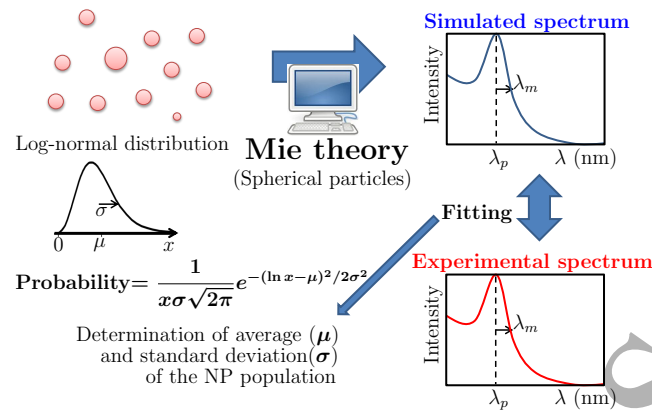 Simulated spectrum
Intensity
λm
λp
λ (nm)
Log-normal distribution
σ
0
μ
x
Mie theory
(Spherical particles)
Fitting
Probability= 1/(xσ√2π) e^−(ln x−μ)²/2σ²
Experimental spectrum
Intensity
λm
λp
λ (nm)
Determination of average (μ)
and standard deviation(σ)
of the NP population